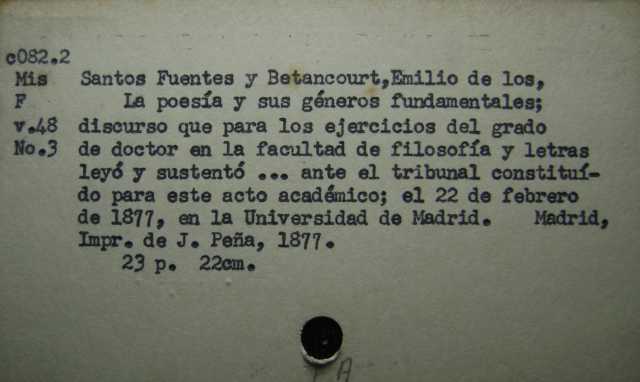 c082.2
Mis Santos Fuentes y Betancourt,Emilio de los,
F La poesía y sus géneros fundamentales;
v.48 discurso que para los ejercicios del grado
No.3 de doctor en la facultad de filosofía y letras
leyó y sustentó ... ante el tribunal constituí-
do para este acto académico; el 22 de febrero
de 1877, en la Universidad de Madrid. Madrid,
Impr. de J. Peña, 1877.
23 p. 22cm.
A